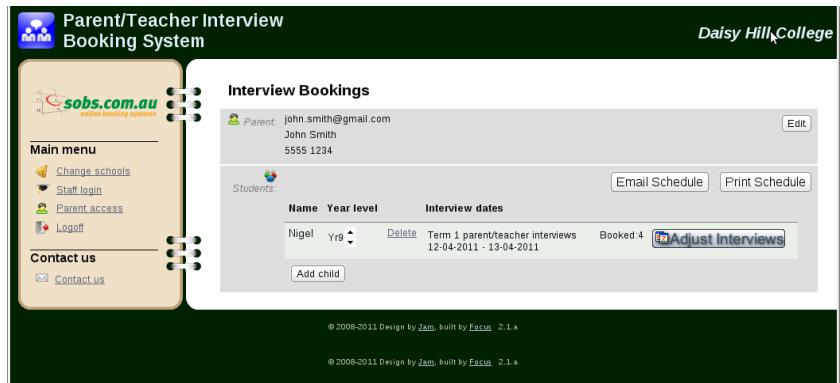 Parent/Teacher Interview
Booking System
Daisy Hill College
sobs.com.au
online booking systems
Main menu
Change schools
Staff login
Parent access
Logoff
Contact us
Contact us
Interview Bookings
Parent: john.smith@gmail.com
John Smith
5555 1234
Edit
Students:
Email Schedule Print Schedule
Name Year level Interview dates
Nigel Yr9 Delete Term 1 parent/teacher interviews Booked:4 Adjust Interviews
12-04-2011 - 13-04-2011
Add child
© 2008-2011 Design by Jam, built by Focus 2.1.a
© 2008-2011 Design by Jam, built by Focus 2.1.a